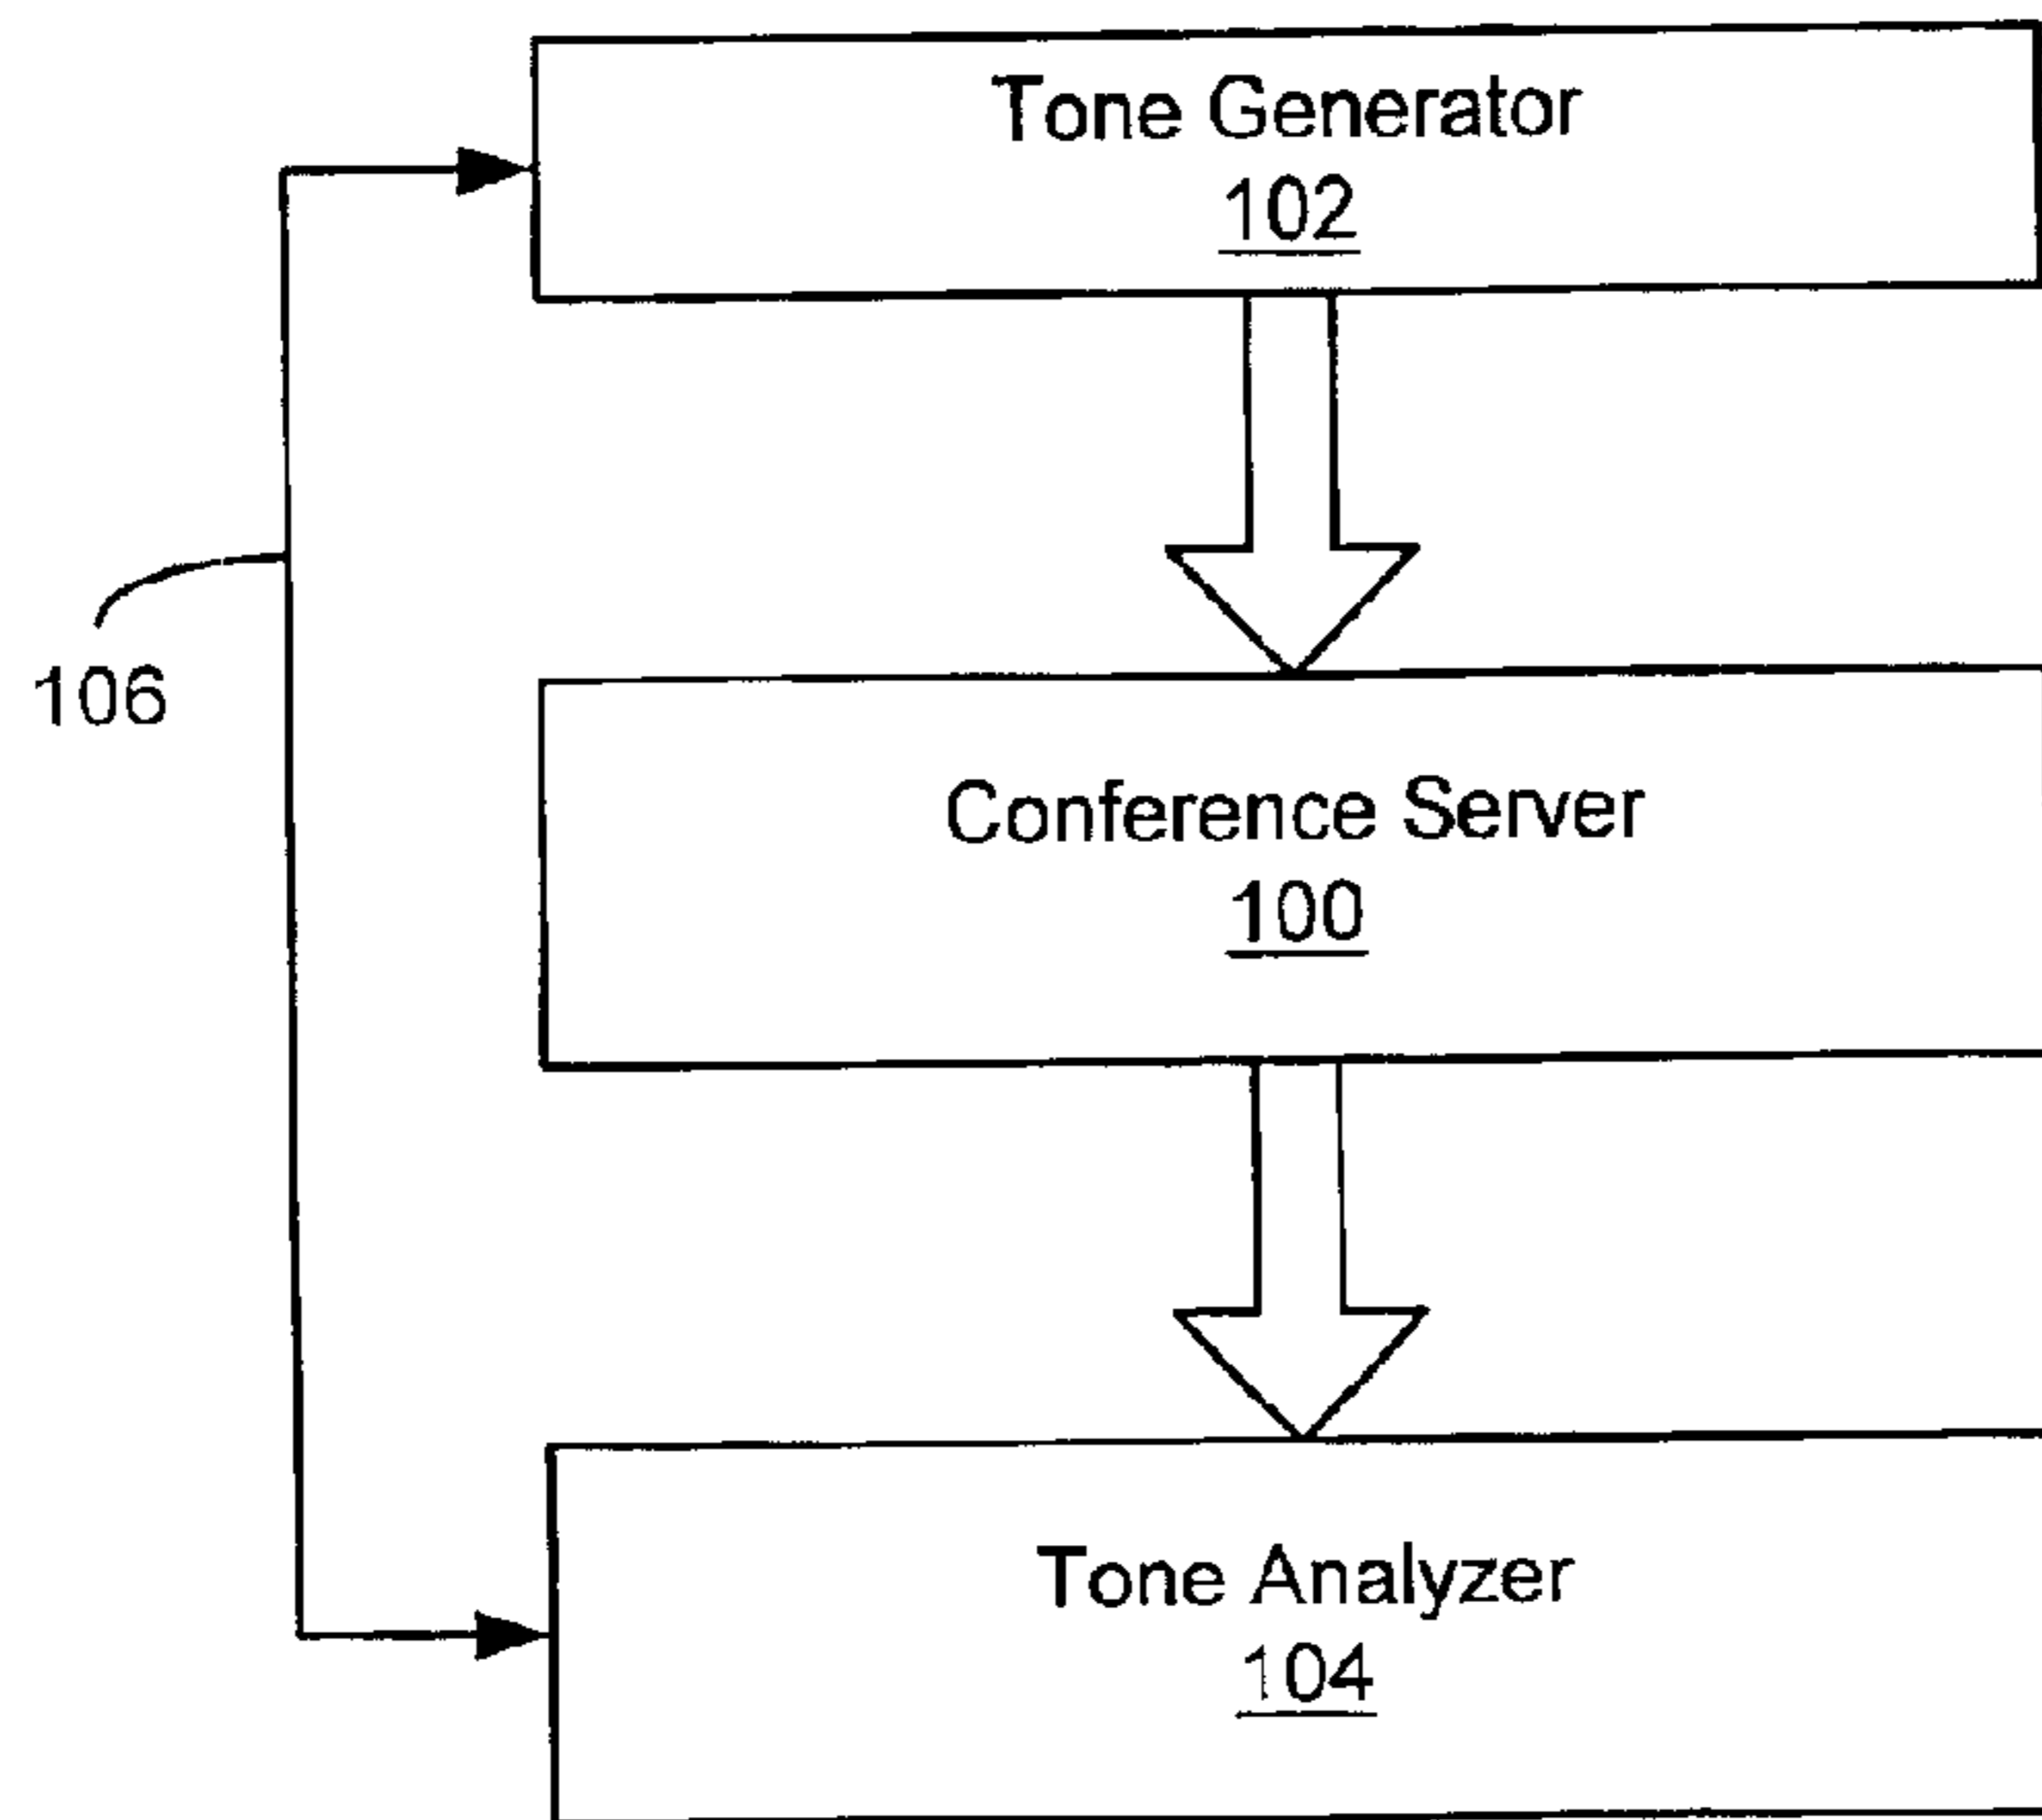 Tone Generator
102
106
Conference Server
100
Tone Analyzer
104